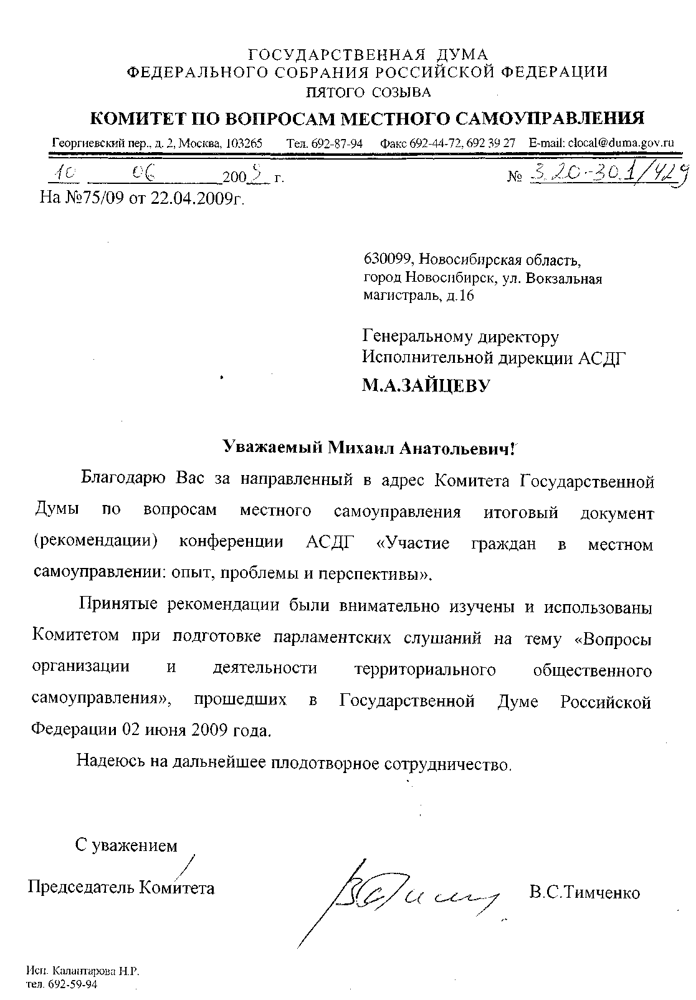 ГОСУДАРСТВЕННАЯ ДУМА
ФЕДЕРАЛЬНОГО СОБРАНИЯ РОССИЙСКОЙ ФЕДЕРАЦИИ
ПЯТОГО СОЗЫВА
КОМИТЕТ ПО ВОПРОСАМ МЕСТНОГО САМОУПРАВЛЕНИЯ
Георгиевский пер., д. 2, Москва, 103265 Тел. 692-87-94 Факс 692-44-72, 692 39 27 E-mail: clocal@duma.gov.ru
10 06 2009 г. № 3.20-30.1/429
На №75/09 от 22.04.2009г.
630099, Новосибирская область,
город Новосибирск, ул. Вокзальная
магистраль, д.16
Генеральному директору
Исполнительной дирекции АСДГ
М.А.ЗАЙЦЕВУ
Уважаемый Михаил Анатольевич!
Благодарю Вас за направленный в адрес Комитета Государственной
Думы по вопросам местного самоуправления итоговый документ
(рекомендации) конференции АСДГ «Участие граждан в местном
самоуправлении: опыт, проблемы и перспективы».
Принятые рекомендации были внимательно изучены и использованы
Комитетом при подготовке парламентских слушаний на тему «Вопросы
организации и деятельности территориального общественного
самоуправления», прошедших в Государственной Думе Российской
Федерации 02 июня 2009 года.
Надеюсь на дальнейшее плодотворное сотрудничество.
С уважением
Председатель Комитета В.С.Тимченко
Исп. Калантарова Н.Р.
тел. 692-59-94